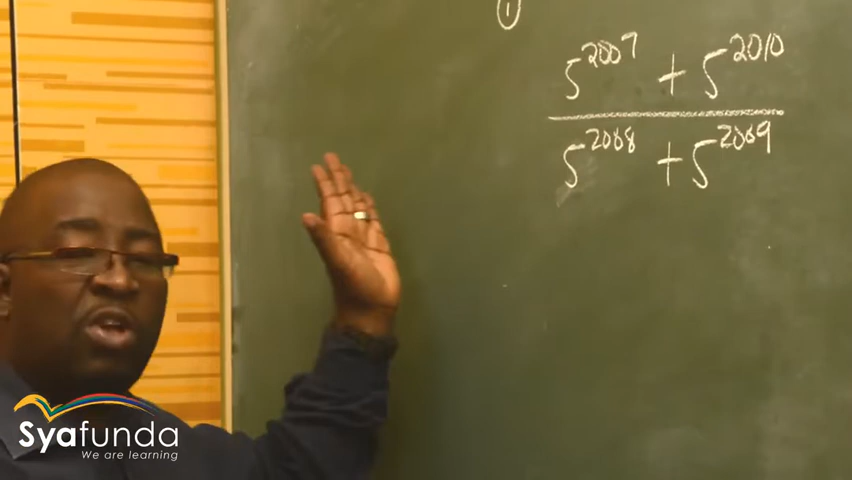 ①
5^2007 + 5^2010
5^2008 + 5^2009
Syafunda
We are learning